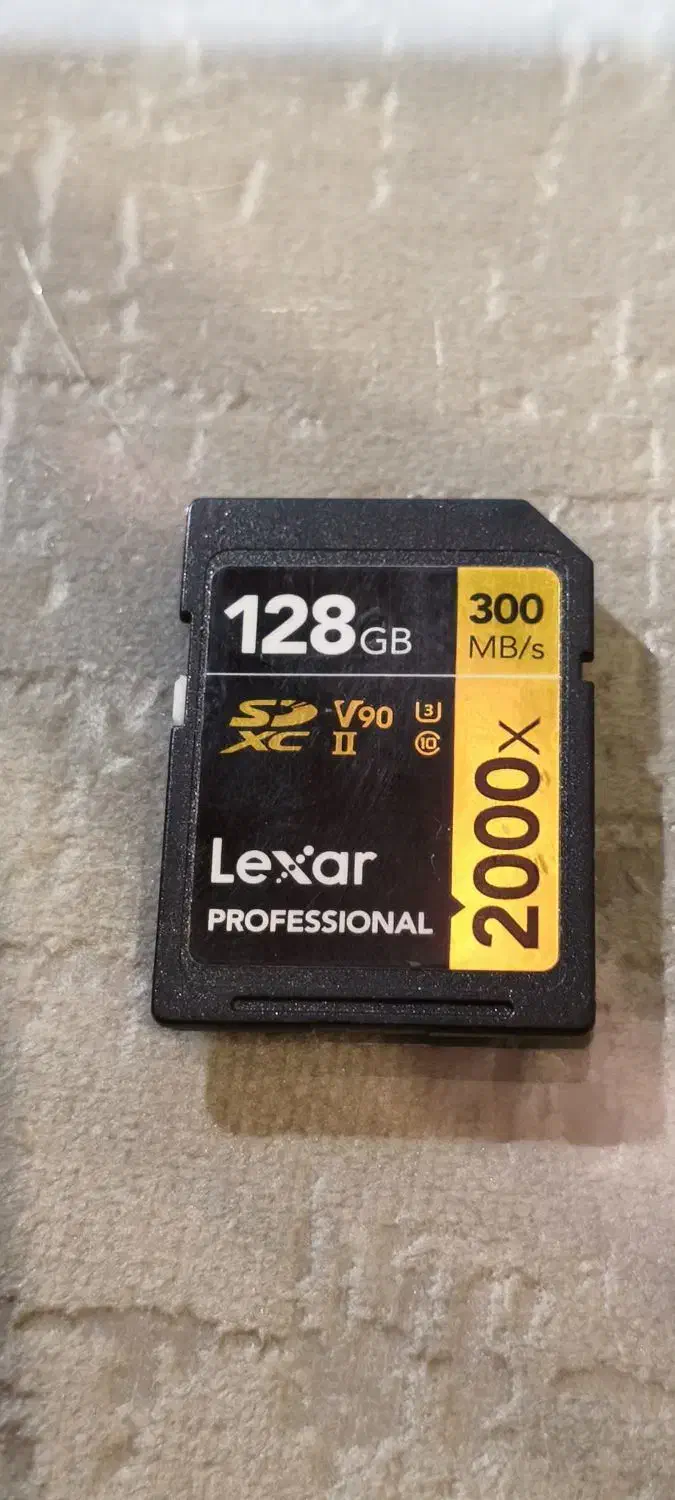 128GB
300
MB/s
SD
XC
V90
II
3
10
Lexar
PROFESSIONAL
2000x